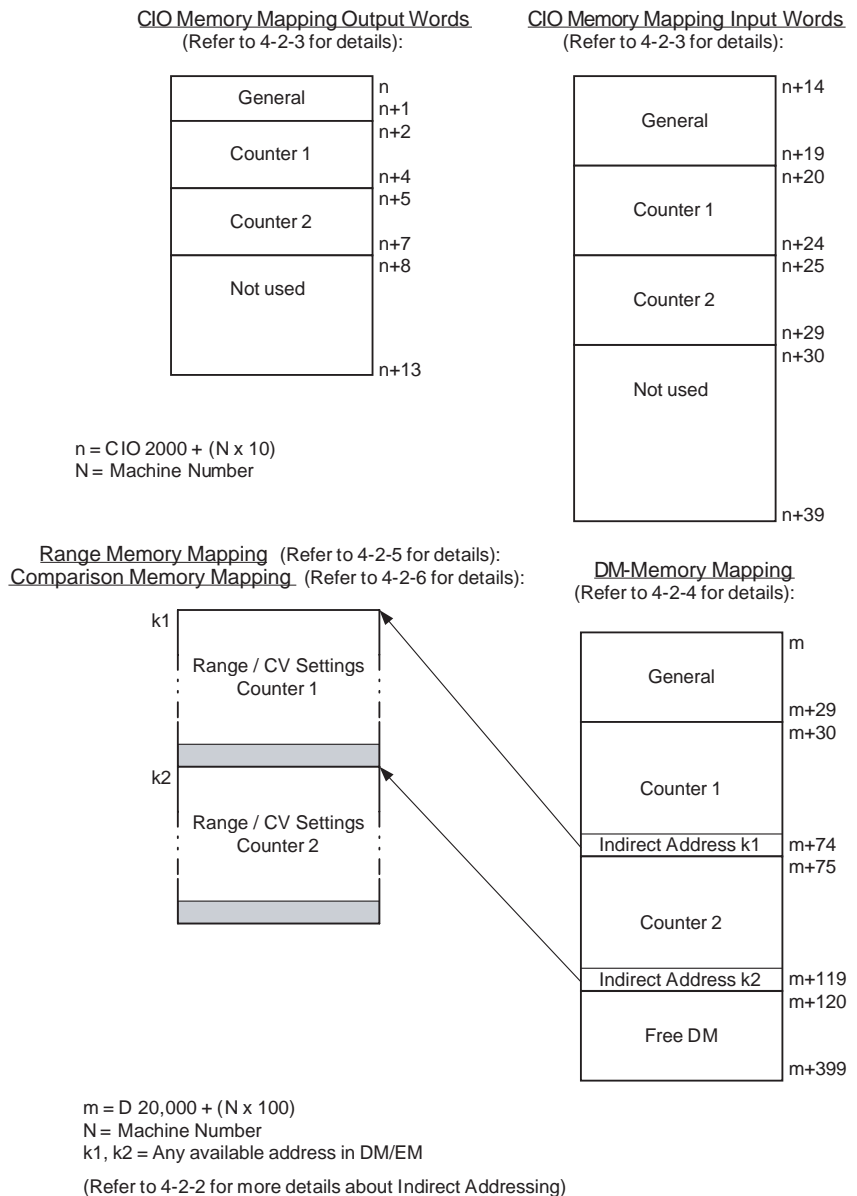 CIO Memory Mapping Output Words
(Refer to 4-2-3 for details):
General
n
n+1
Counter 1
n+2
n+4
Counter 2
n+5
n+7
Not used
n+8
n+13
n = CIO 2000 + (N x 10)
N = Machine Number
CIO Memory Mapping Input Words
(Refer to 4-2-3 for details):
General
n+14
n+19
Counter 1
n+20
n+24
Counter 2
n+25
n+29
Not used
n+30
n+39
Range Memory Mapping (Refer to 4-2-5 for details):
Comparison Memory Mapping (Refer to 4-2-6 for details):
k1
Range / CV Settings
Counter 1
k2
Range / CV Settings
Counter 2
DM-Memory Mapping
(Refer to 4-2-4 for details):
General
m
m+29
m+30
Counter 1
Indirect Address k1
m+74
m+75
Counter 2
Indirect Address k2
m+119
m+120
Free DM
m+399
m = D 20,000 + (N x 100)
N = Machine Number
k1, k2 = Any available address in DM/EM
(Refer to 4-2-2 for more details about Indirect Addressing)